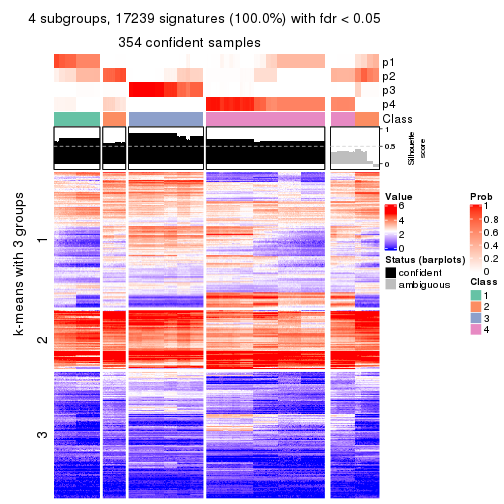 4 subgroups, 17239 signatures (100.0%) with fdr < 0.05
354 confident samples
p1
p2
p3
p4
Class
1
0.5
0
Silhouette
score
k-means with 3 groups
1
2
3
Value
6
4
2
0
Status (barplots)
confident
ambiguous
Prob
1
0.8
0.6
0.4
0.2
0
Class
1
2
3
4